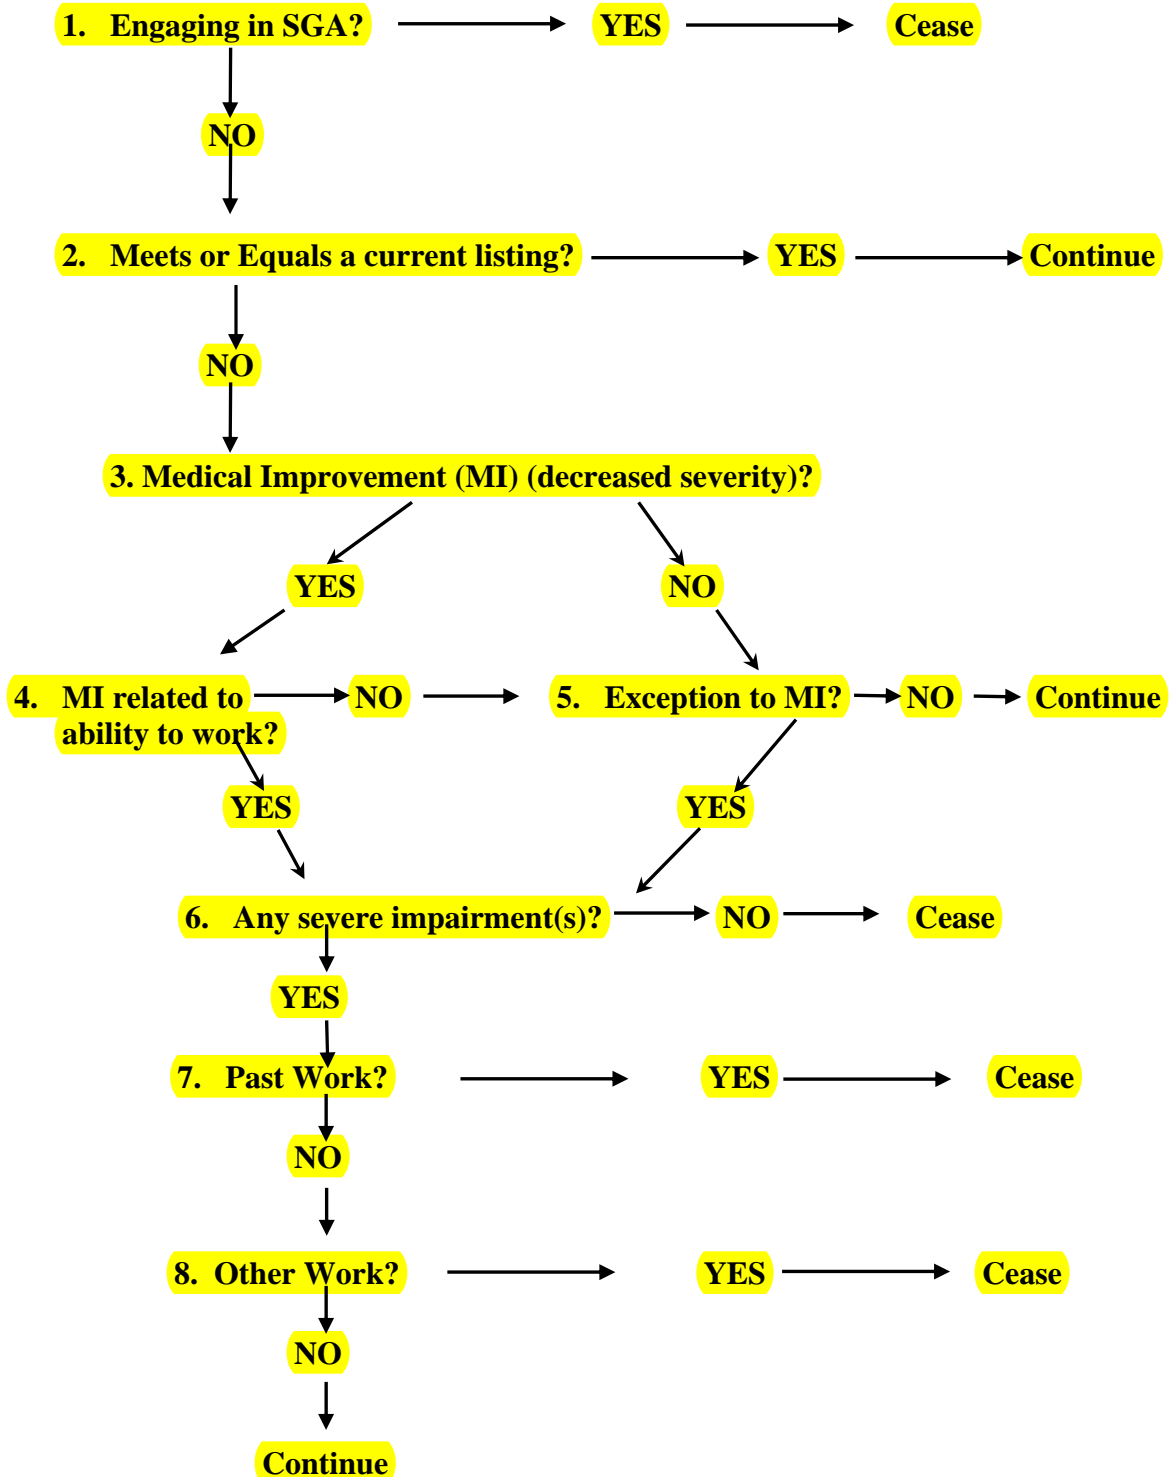 1. Engaging in SGA? YES Cease
NO
2. Meets or Equals a current listing? YES Continue
NO
3. Medical Improvement (MI) (decreased severity)?
YES NO
4. MI related to NO 5. Exception to MI? NO Continue
ability to work?
YES YES
6. Any severe impairment(s)? NO Cease
YES
7. Past Work? YES Cease
NO
8. Other Work? YES Cease
NO
Continue